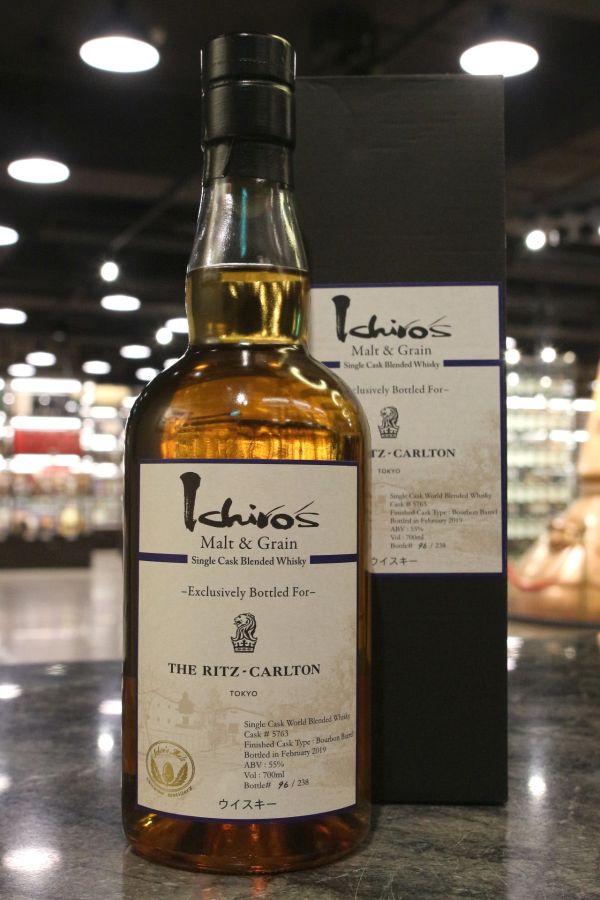 Ichiro's
Malt & Grain
Single Cask Blended Whisky
-Exclusively Bottled For-
THE RITZ-CARLTON
TOKYO
Single Cask World Blended Whisky
Cask # 5763
Finished Cask Type : Bourbon Barrel
Bottled in February 2019
ABV : 55%
Vol : 700ml
Bottle# 96 / 238
ウイスキー
Ichiro's Malt
Ichiro's
Malt & Grain
Single Cask Blended Whisky
xclusively Bottled For-
TZ-CARLTON
TOKYO
Single Cask World Blended Whisky
Cask # 5763
Finished Cask Type : Bourbon Barrel
Bottled in February 2019
ABV : 55%
Vol : 700ml
Bottle# 96 / 238
ウイスキー